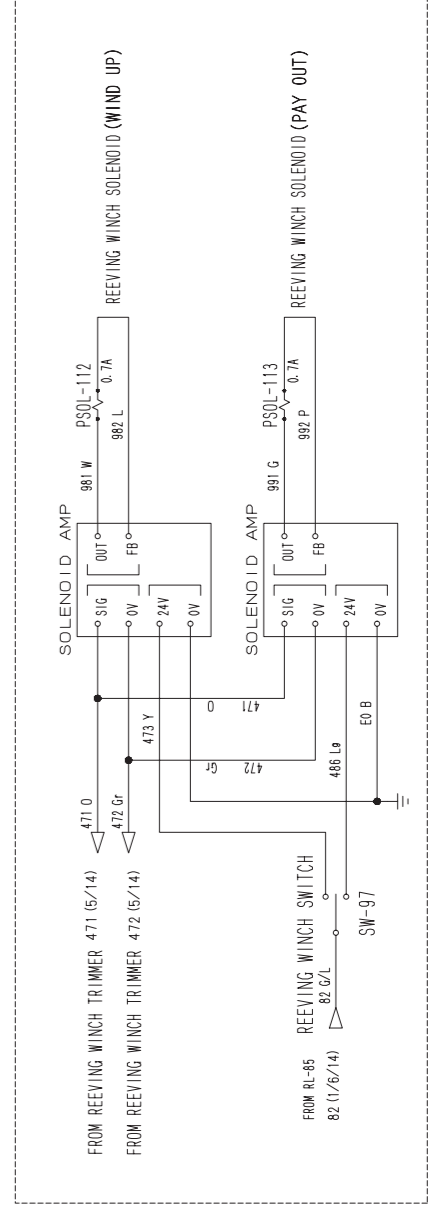 REEVING WINCH SOLENOID (WIND UP)
PSOL-112
0.7A
981 W
982 L
SOLENOID AMP
OUT
FB
SIG
0V
24V
0V
471 O
472 Gr
FROM REEVING WINCH TRIMMER 471 (5/14)
FROM REEVING WINCH TRIMMER 472 (5/14)
473 Y
471 O
472 Gr
REEVING WINCH SOLENOID (PAY OUT)
PSOL-113
0.7A
991 G
992 P
SOLENOID AMP
OUT
FB
SIG
0V
24V
0V
486 Lg
E0 B
REEVING WINCH SWITCH
82 G/L
SW-97
FROM RL-85
82 (1/6/14)